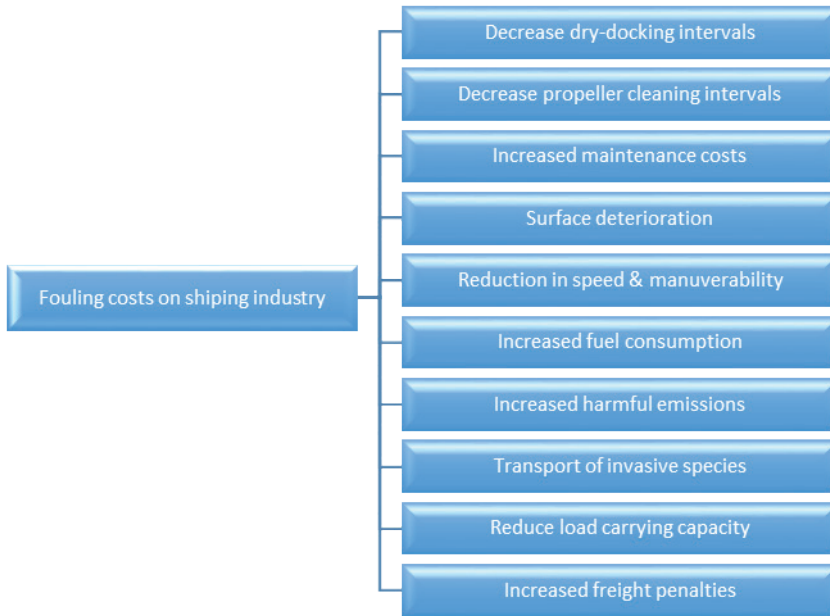 Decrease dry-docking intervals
Decrease propeller cleaning intervals
Increased maintenance costs
Surface deterioration
Fouling costs on shiping industry
Reduction in speed & manuverability
Increased fuel consumption
Increased harmful emissions
Transport of invasive species
Reduce load carrying capacity
Increased freight penalties